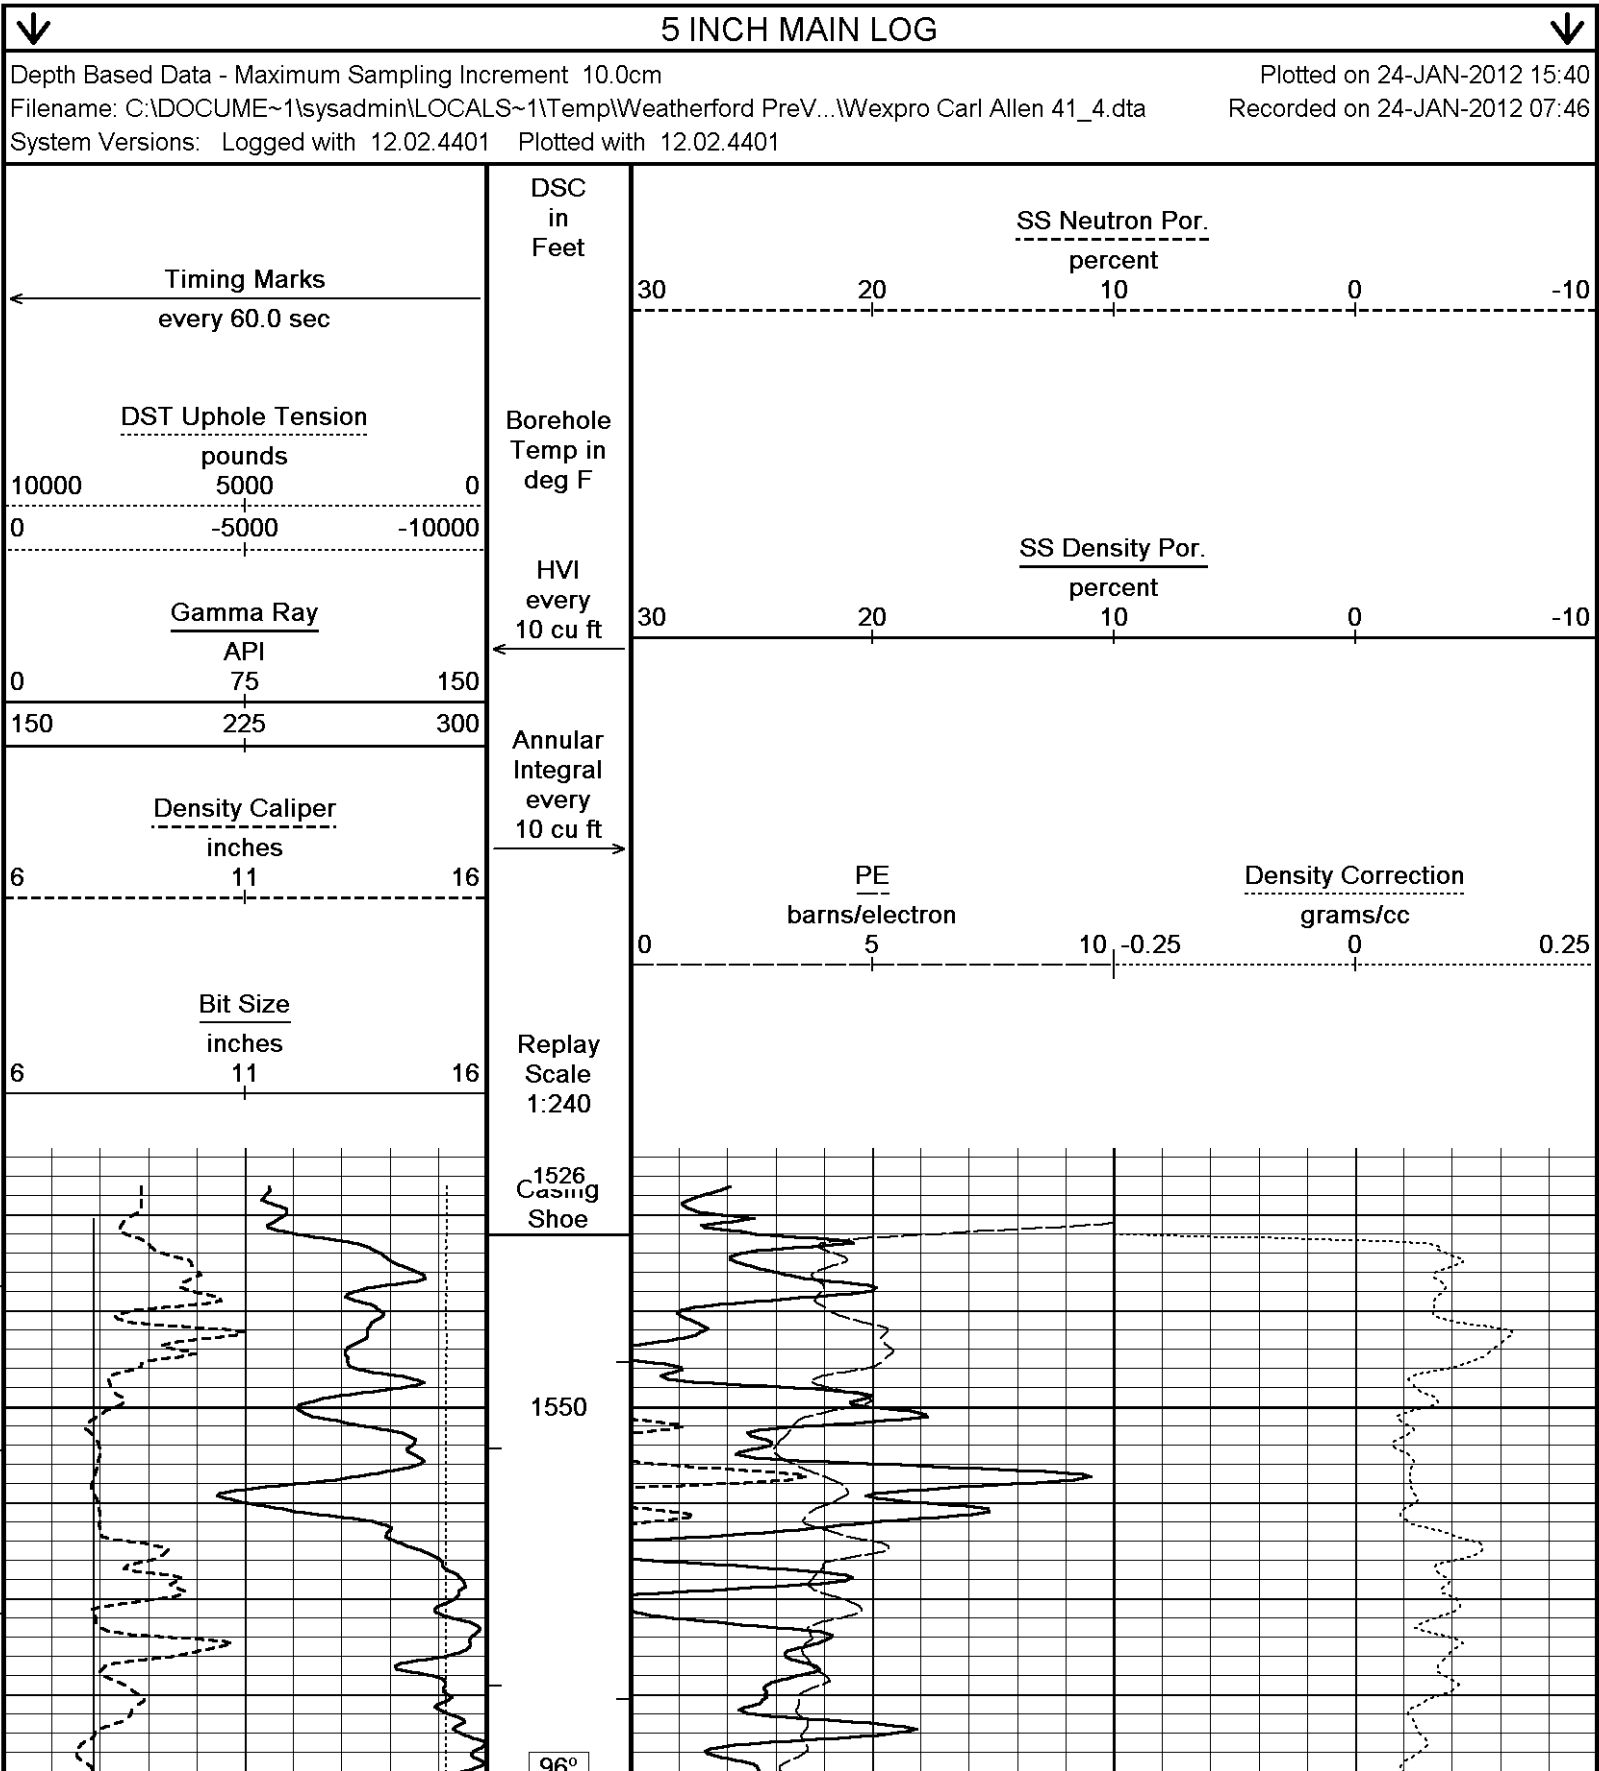 5 INCH MAIN LOG
Depth Based Data - Maximum Sampling Increment 10.0cm Plotted on 24-JAN-2012 15:40
Filename: C:\DOCUME~1\sysadmin\LOCALS~1\Temp\Weatherford PreV...\Wexpro Carl Allen 41_4.dta Recorded on 24-JAN-2012 07:46
System Versions: Logged with 12.02.4401 Plotted with 12.02.4401
Timing Marks
every 60.0 sec
DST Uphole Tension
pounds
10000 5000 0
0 -5000 -10000
Gamma Ray
API
0 75 150
150 225 300
Density Caliper
inches
6 11 16
Bit Size
inches
6 11 16
DSC
in
Feet
Borehole
Temp in
deg F
HVI
every
10 cu ft
Annular
Integral
every
10 cu ft
Replay
Scale
1:240
1526
Casing
Shoe
1550
96º
SS Neutron Por.
percent
30 20 10 0 -10
SS Density Por.
percent
30 20 10 0 -10
PE
barns/electron
0 5 10
Density Correction
grams/cc
-0.25 0 0.25